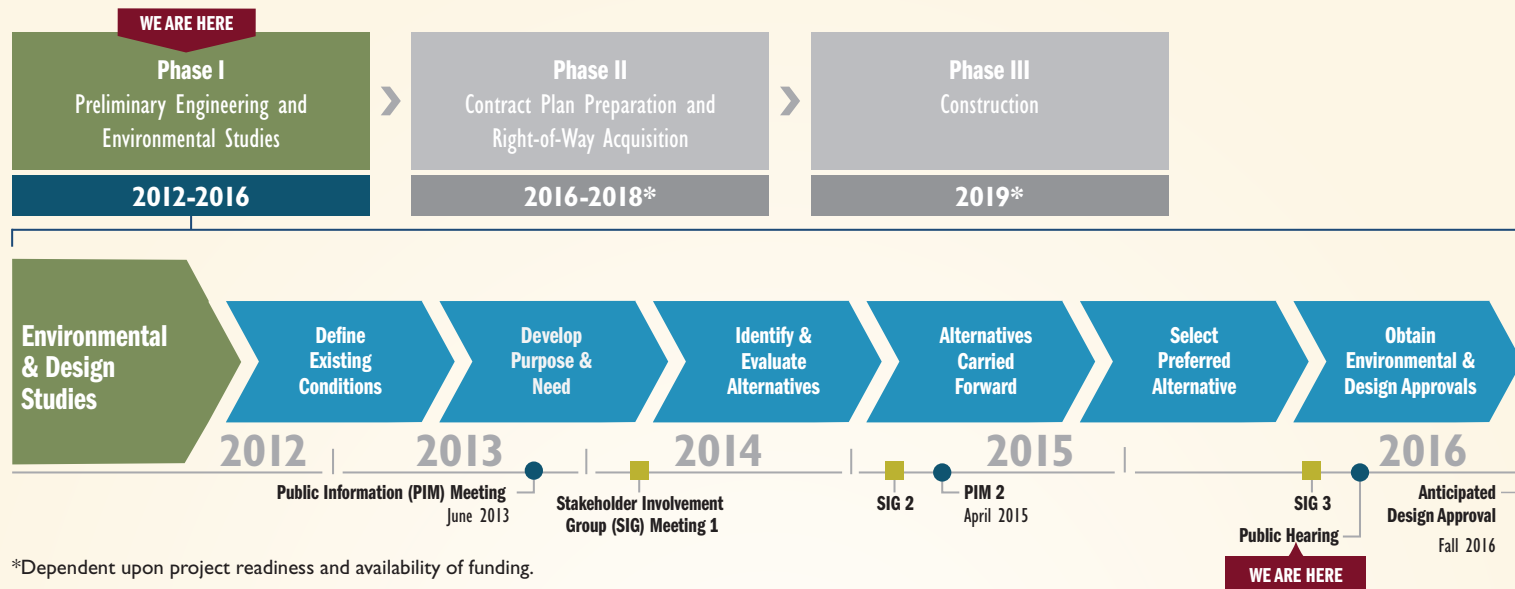 WE ARE HERE
Phase I
Preliminary Engineering and
Environmental Studies
2012-2016
Phase II
Contract Plan Preparation and
Right-of-Way Acquisition
2016-2018*
Phase III
Construction
2019*
Environmental
& Design
Studies
Define
Existing
Conditions
Develop
Purpose &
Need
Identify &
Evaluate
Alternatives
Alternatives
Carried
Forward
Select
Preferred
Alternative
Obtain
Environmental &
Design Approvals
2012
2013
2014
2015
2016
Public Information (PIM) Meeting
June 2013
Stakeholder Involvement
Group (SIG) Meeting 1
SIG 2
PIM 2
April 2015
SIG 3
Public Hearing
WE ARE HERE
Anticipated
Design Approval
Fall 2016
*Dependent upon project readiness and availability of funding.